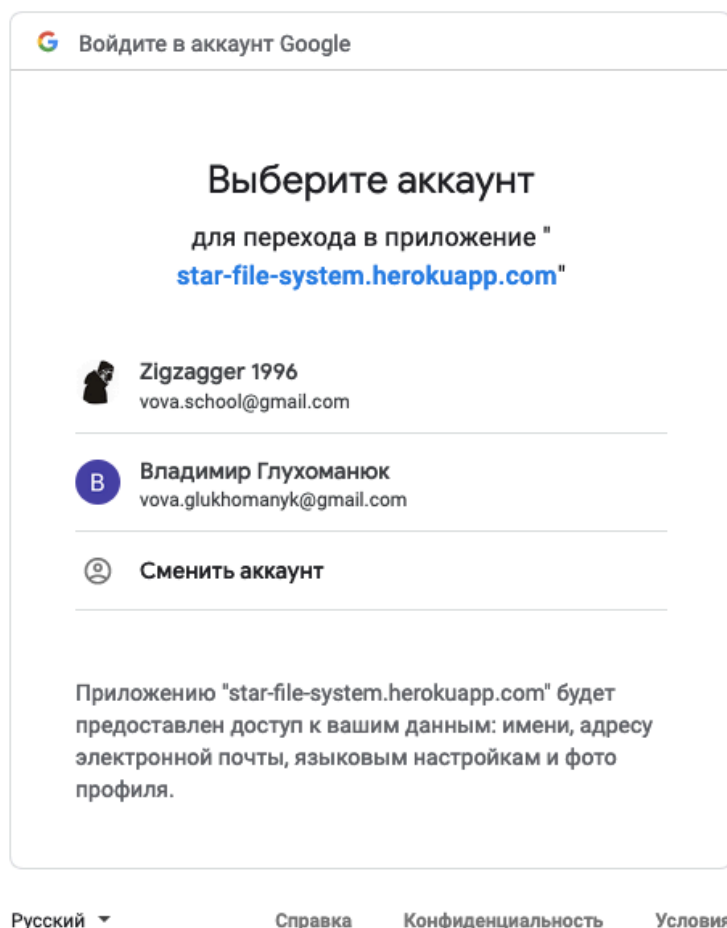 Войдите в аккаунт Google
Выберите аккаунт
для перехода в приложение "
star-file-system.herokuapp.com"
Zigzagger 1996
vova.school@gmail.com
В
Владимир Глухоманюк
vova.glukhomanyk@gmail.com
Сменить аккаунт
Приложению "star-file-system.herokuapp.com" будет
предоставлен доступ к вашим данным: имени, адресу
электронной почты, языковым настройкам и фото
профиля.
Русский Справка Конфиденциальность Условия